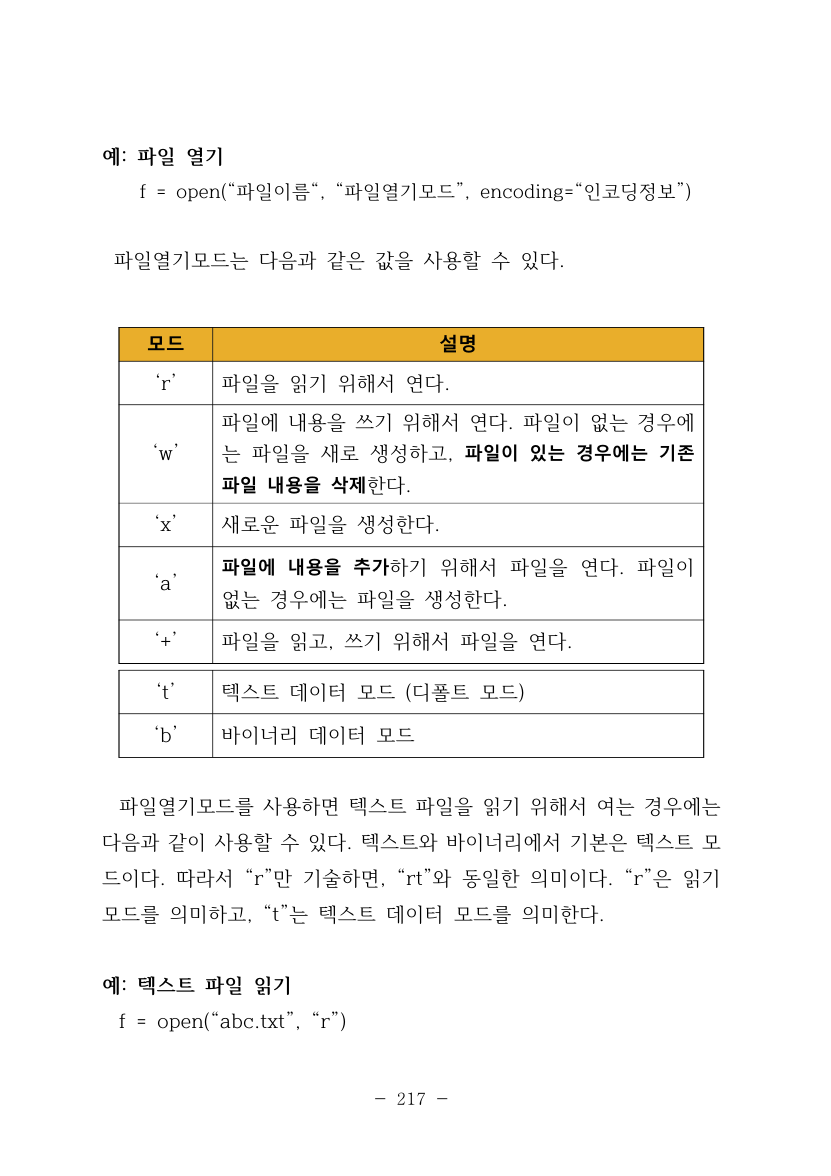 예: 파일 열기
f = open(“파일이름“, “파일열기모드”, encoding=“인코딩정보”)
파일열기모드는 다음과 같은 값을 사용할 수 있다.
모드 설명
‘r’ 파일을 읽기 위해서 연다.
파일에 내용을 쓰기 위해서 연다. 파일이 없는 경우에
‘w’ 는 파일을 새로 생성하고, 파일이 있는 경우에는 기존
파일 내용을 삭제한다.
‘x’ 새로운 파일을 생성한다.
‘a’ 파일에 내용을 추가하기 위해서 파일을 연다. 파일이
없는 경우에는 파일을 생성한다.
‘+’ 파일을 읽고, 쓰기 위해서 파일을 연다.
‘t’ 텍스트 데이터 모드 (디폴트 모드)
‘b’ 바이너리 데이터 모드
파일열기모드를 사용하면 텍스트 파일을 읽기 위해서 여는 경우에는
다음과 같이 사용할 수 있다. 텍스트와 바이너리에서 기본은 텍스트 모
드이다. 따라서 “r”만 기술하면, “rt”와 동일한 의미이다. “r”은 읽기
모드를 의미하고, “t”는 텍스트 데이터 모드를 의미한다.
예: 텍스트 파일 읽기
f = open(“abc.txt”, “r”)
- 217 -